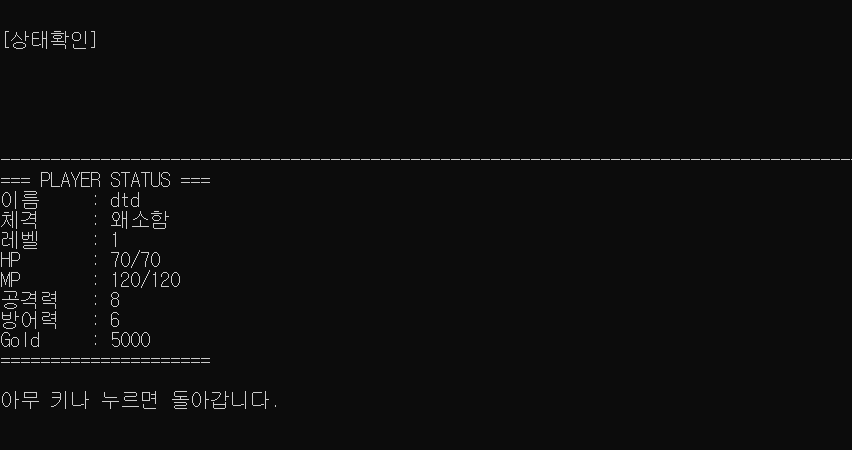 [상태확인]
--------------------------------------------------------------------------------------
=== PLAYER STATUS ===
이름     : dtd
체격     : 왜소함
레벨     : 1
HP       : 70/70
MP       : 120/120
공격력   : 8
방어력   : 6
Gold     : 5000
=====================
아무 키나 누르면 돌아갑니다.